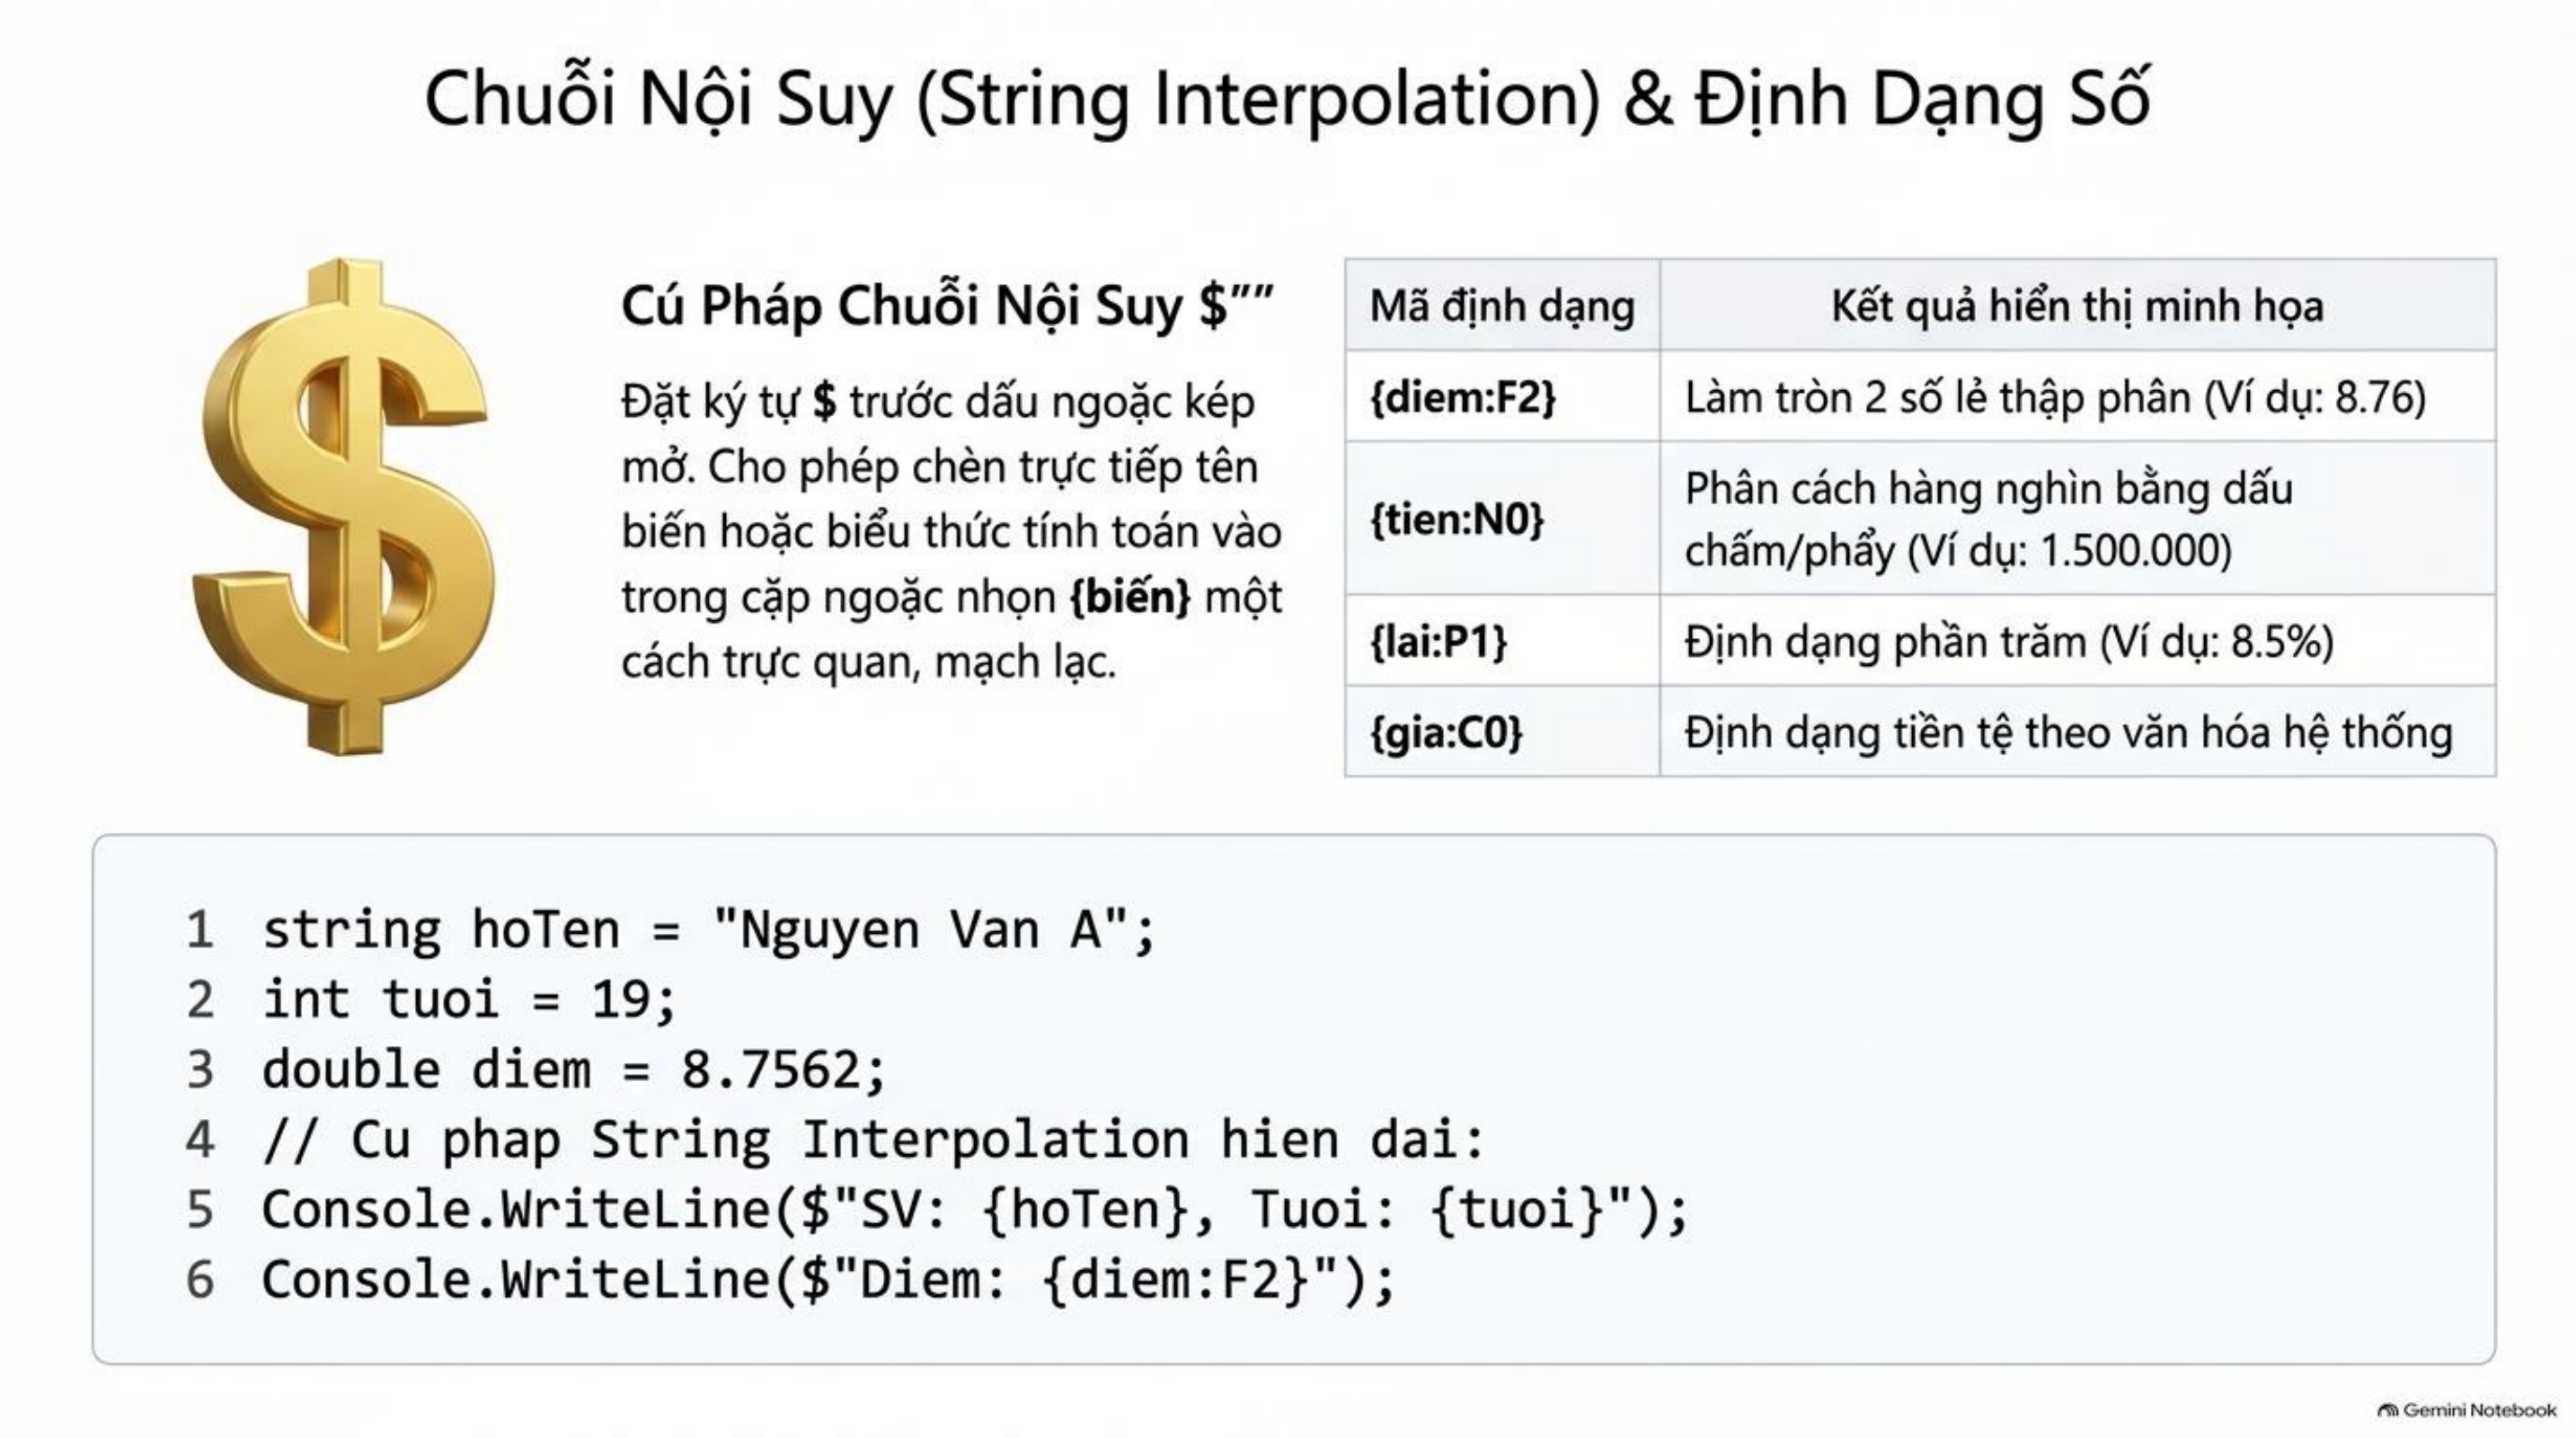 Chuỗi Nội Suy (String Interpolation) & Định Dạng Số
Cú Pháp Chuỗi Nội Suy $””
Đặt ký tự $ trước dấu ngoặc kép
mở. Cho phép chèn trực tiếp tên
biến hoặc biểu thức tính toán vào
trong cặp ngoặc nhọn {biến} một
cách trực quan, mạch lạc.
Mã định dạng Kết quả hiển thị minh họa
{diem:F2} Làm tròn 2 số lẻ thập phân (Ví dụ: 8.76)
{tien:N0} Phân cách hàng nghìn bằng dấu
chấm/phẩy (Ví dụ: 1.500.000)
{lai:P1} Định dạng phần trăm (Ví dụ: 8.5%)
{gia:C0} Định dạng tiền tệ theo văn hóa hệ thống
1 string hoTen = "Nguyen Van A";
2 int tuoi = 19;
3 double diem = 8.7562;
4 // Cu phap String Interpolation hien dai:
5 Console.WriteLine($"SV: {hoTen}, Tuoi: {tuoi}");
6 Console.WriteLine($"Diem: {diem:F2}");
Gemini Notebook